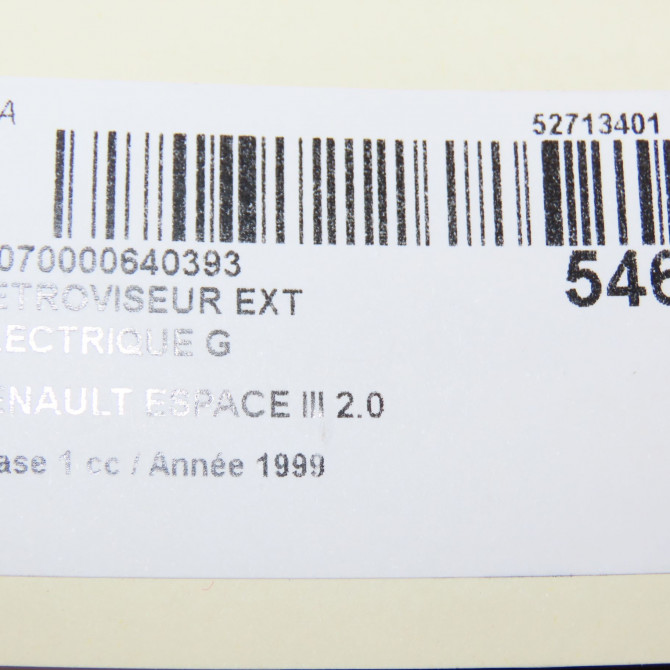 A 52713401
070000640393 546
ETROVISEUR EXT
LECTRIQUE G
ENAULT ESPACE III 2.0
ase 1 cc / Année 1999